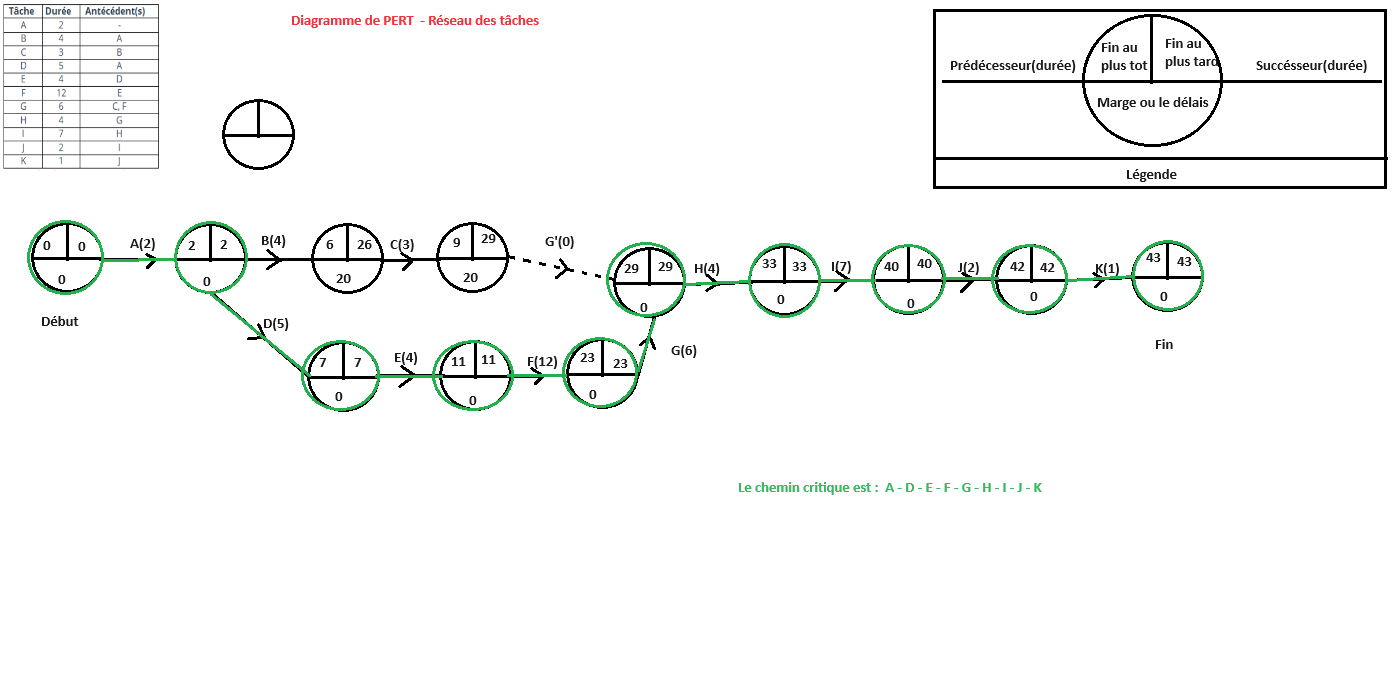 Tâche Durée Antécédent(s)
A 2 -
B 4 A
C 3 B
D 5 A
E 4 D
F 12 E
G 6 C, F
H 4 G
I 7 H
J 2 I
K 1 J
Diagramme de PERT - Réseau des tâches
Fin au plus tot
Fin au plus tard
Prédécesseur(durée)
Succésseur(durée)
Marge ou le délais
Légende
0 0
0
A(2)
2 2
0
B(4)
6 26
20
C(3)
9 29
20
G'(0)
29 29
0
H(4)
33 33
0
I(7)
40 40
0
J(2)
42 42
0
K(1)
43 43
0
Début
D(5)
7 7
0
E(4)
11 11
0
F(12)
23 23
0
G(6)
Fin
Le chemin critique est : A - D - E - F - G - H - I - J - K